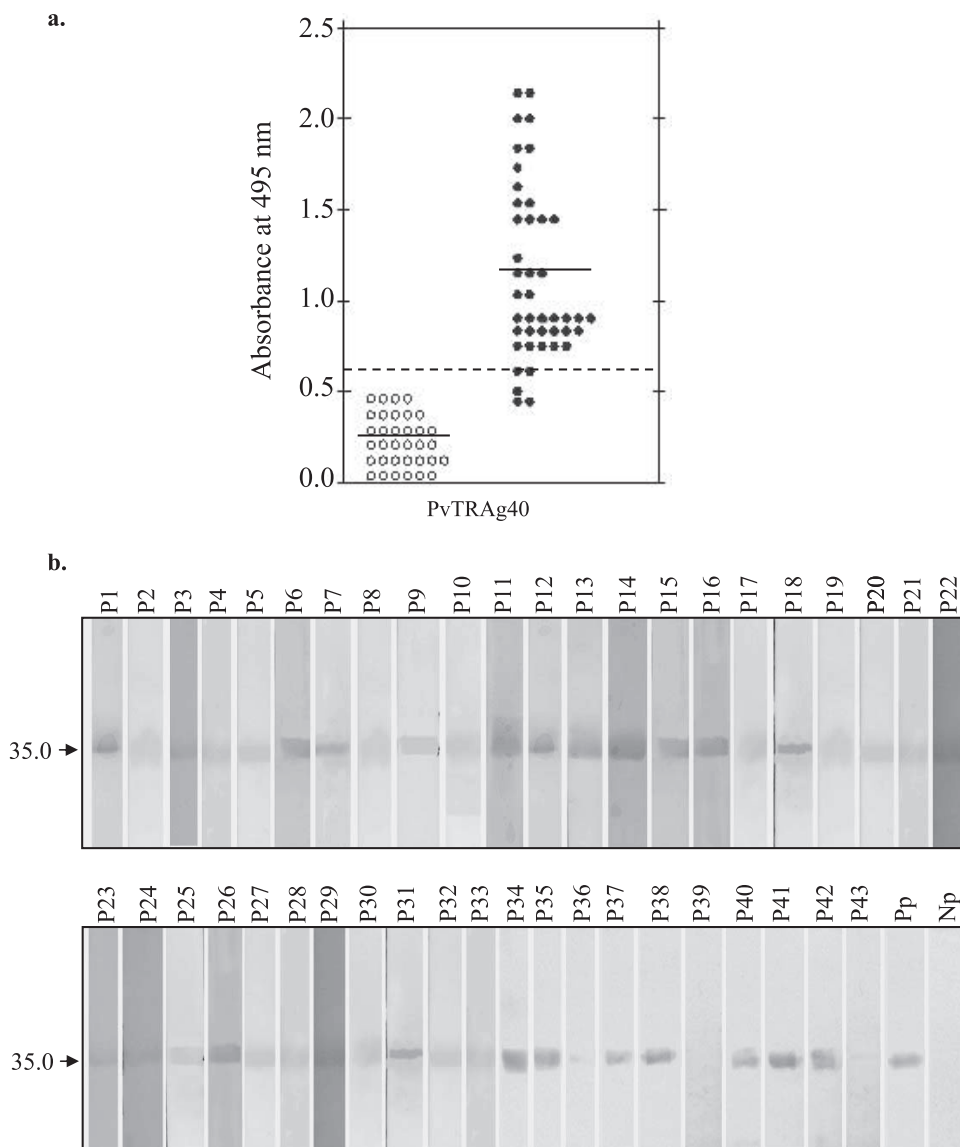 a.
2.5
2.0
1.5
1.0
0.5
0.0
Absorbance at 495 nm
PvTRAg40
b.
P1 P2 P3 P4 P5 P6 P7 P8 P9 P10 P11 P12 P13 P14 P15 P16 P17 P18 P19 P20 P21 P22
35.0
P23 P24 P25 P26 P27 P28 P29 P30 P31 P32 P33 P34 P35 P36 P37 P38 P39 P40 P41 P42 P43 Pp Np
35.0